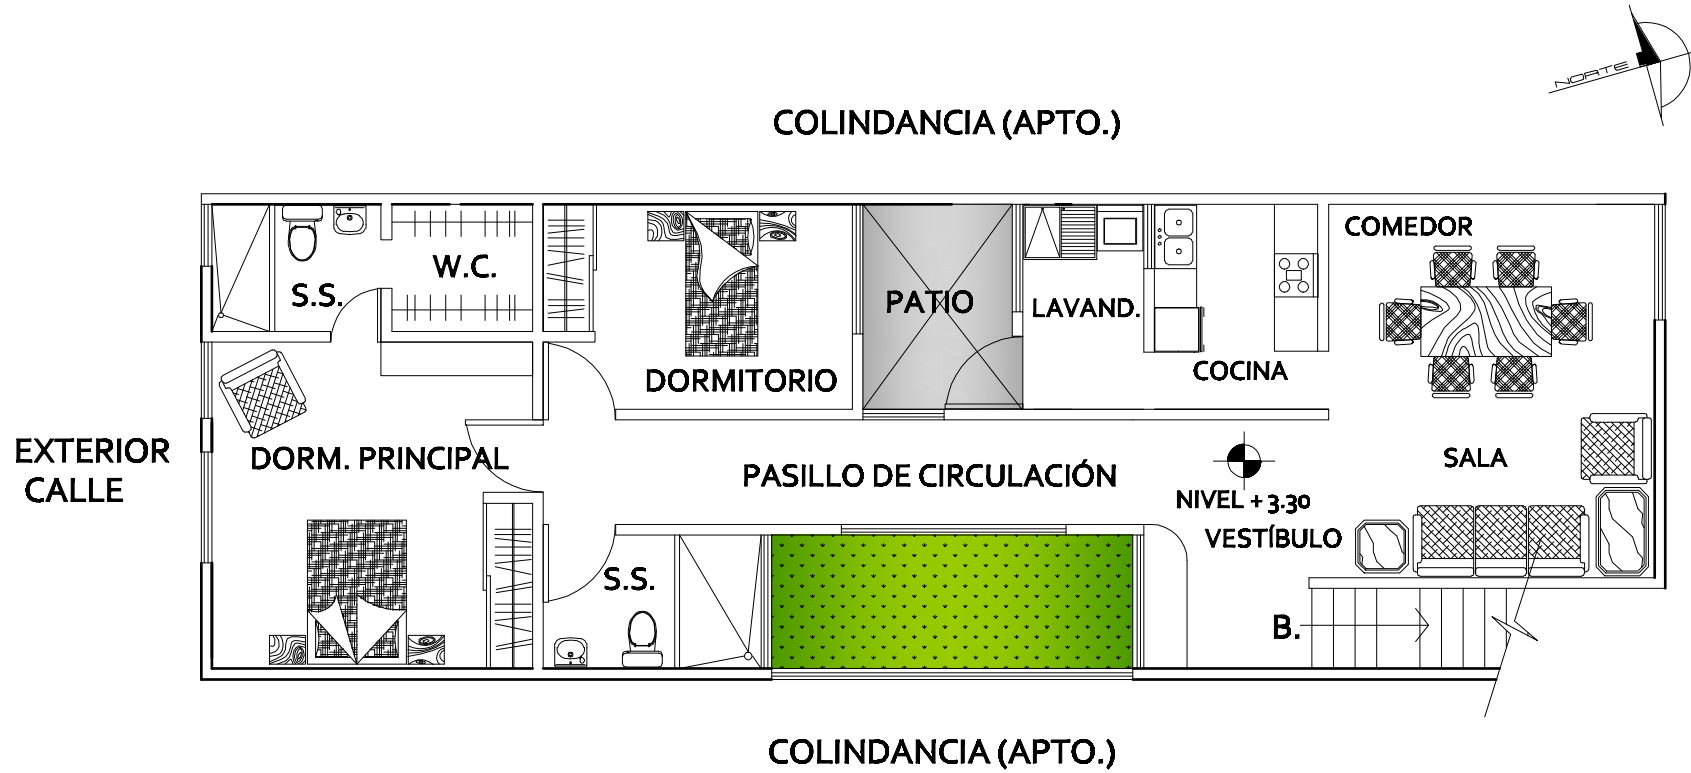 NORTE
COLINDANCIA (APTO.)
COMEDOR
W.C.
S.S.
PATIO
LAVAND.
COCINA
DORMITORIO
EXTERIOR
CALLE
DORM. PRINCIPAL
PASILLO DE CIRCULACIÓN
SALA
NIVEL + 3.30
VESTÍBULO
S.S.
B.
COLINDANCIA (APTO.)